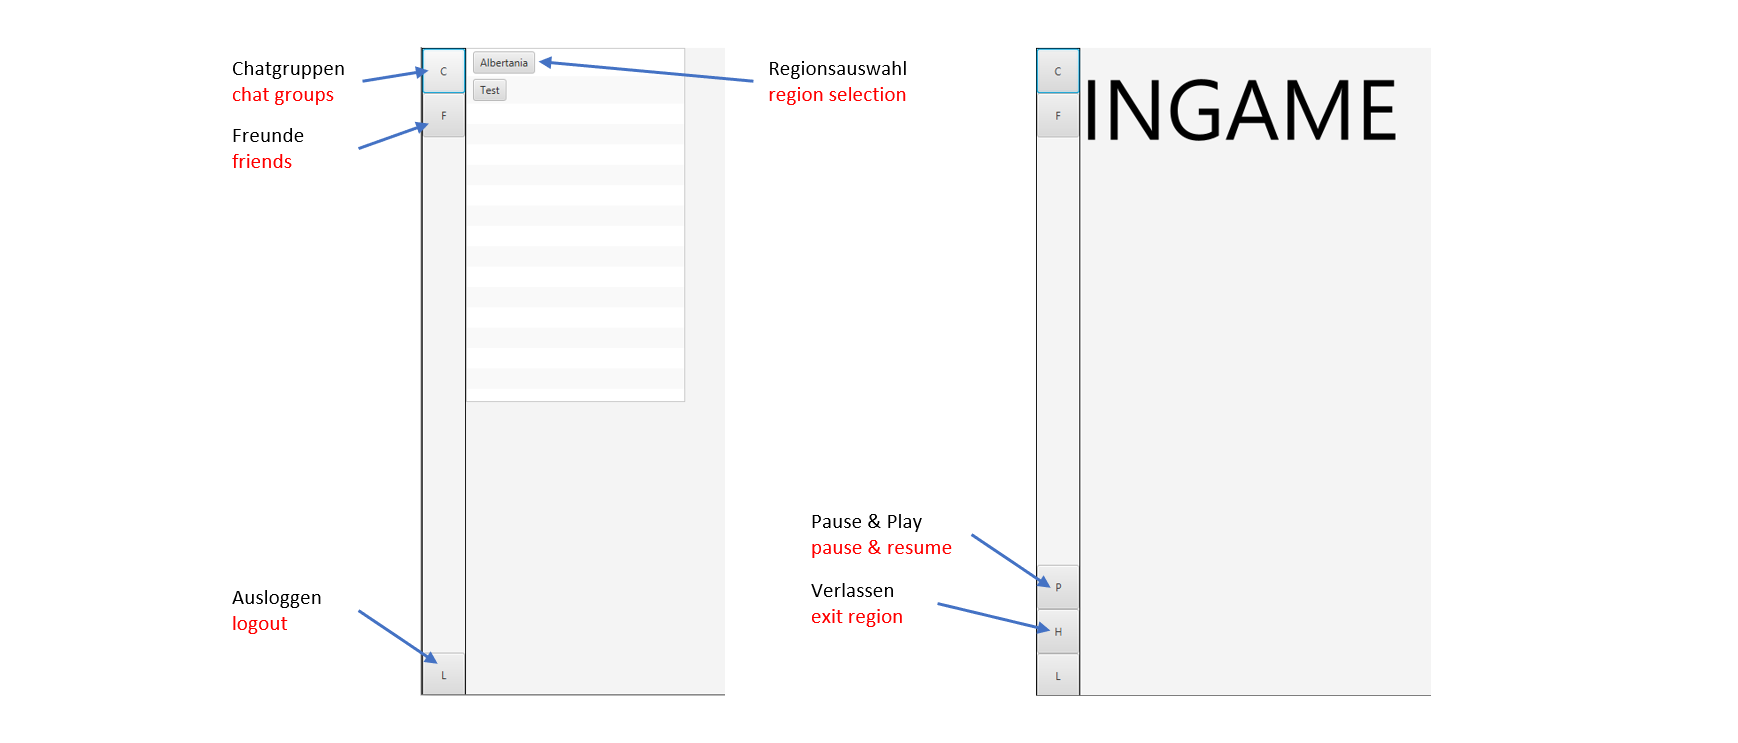 Chatgruppen
chat groups
Freunde
friends
Ausloggen
logout
C
F
L
Albertania
Test
Regionsauswahl
region selection
Pause & Play
pause & resume
Verlassen
exit region
C
F
INGAME
P
H
L